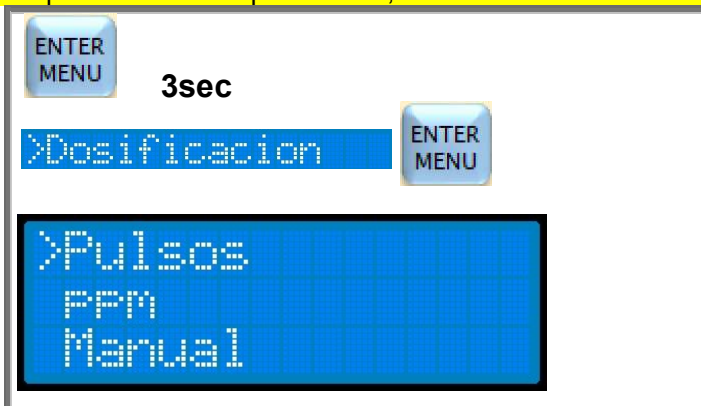 ENTER
MENU
3sec
>Dosificacion
ENTER
MENU
>Pulsos
ppm
Manual